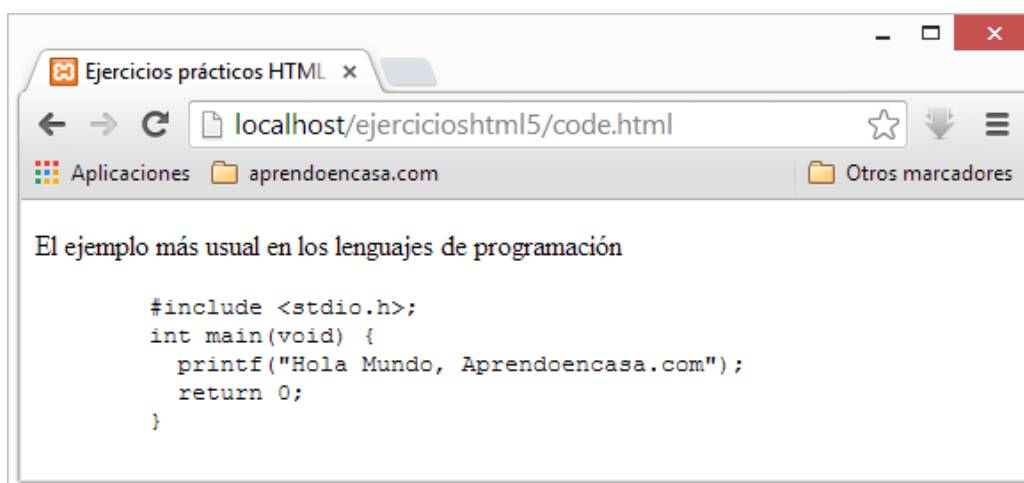 Ejercicios prácticos HTML
localhost/ejercicioshtml5/code.html
Aplicaciones aprendoencasa.com Otros marcadores
El ejemplo más usual en los lenguajes de programación
#include <stdio.h>;
int main(void) {
  printf("Hola Mundo, Aprendoencasa.com");
  return 0;
}